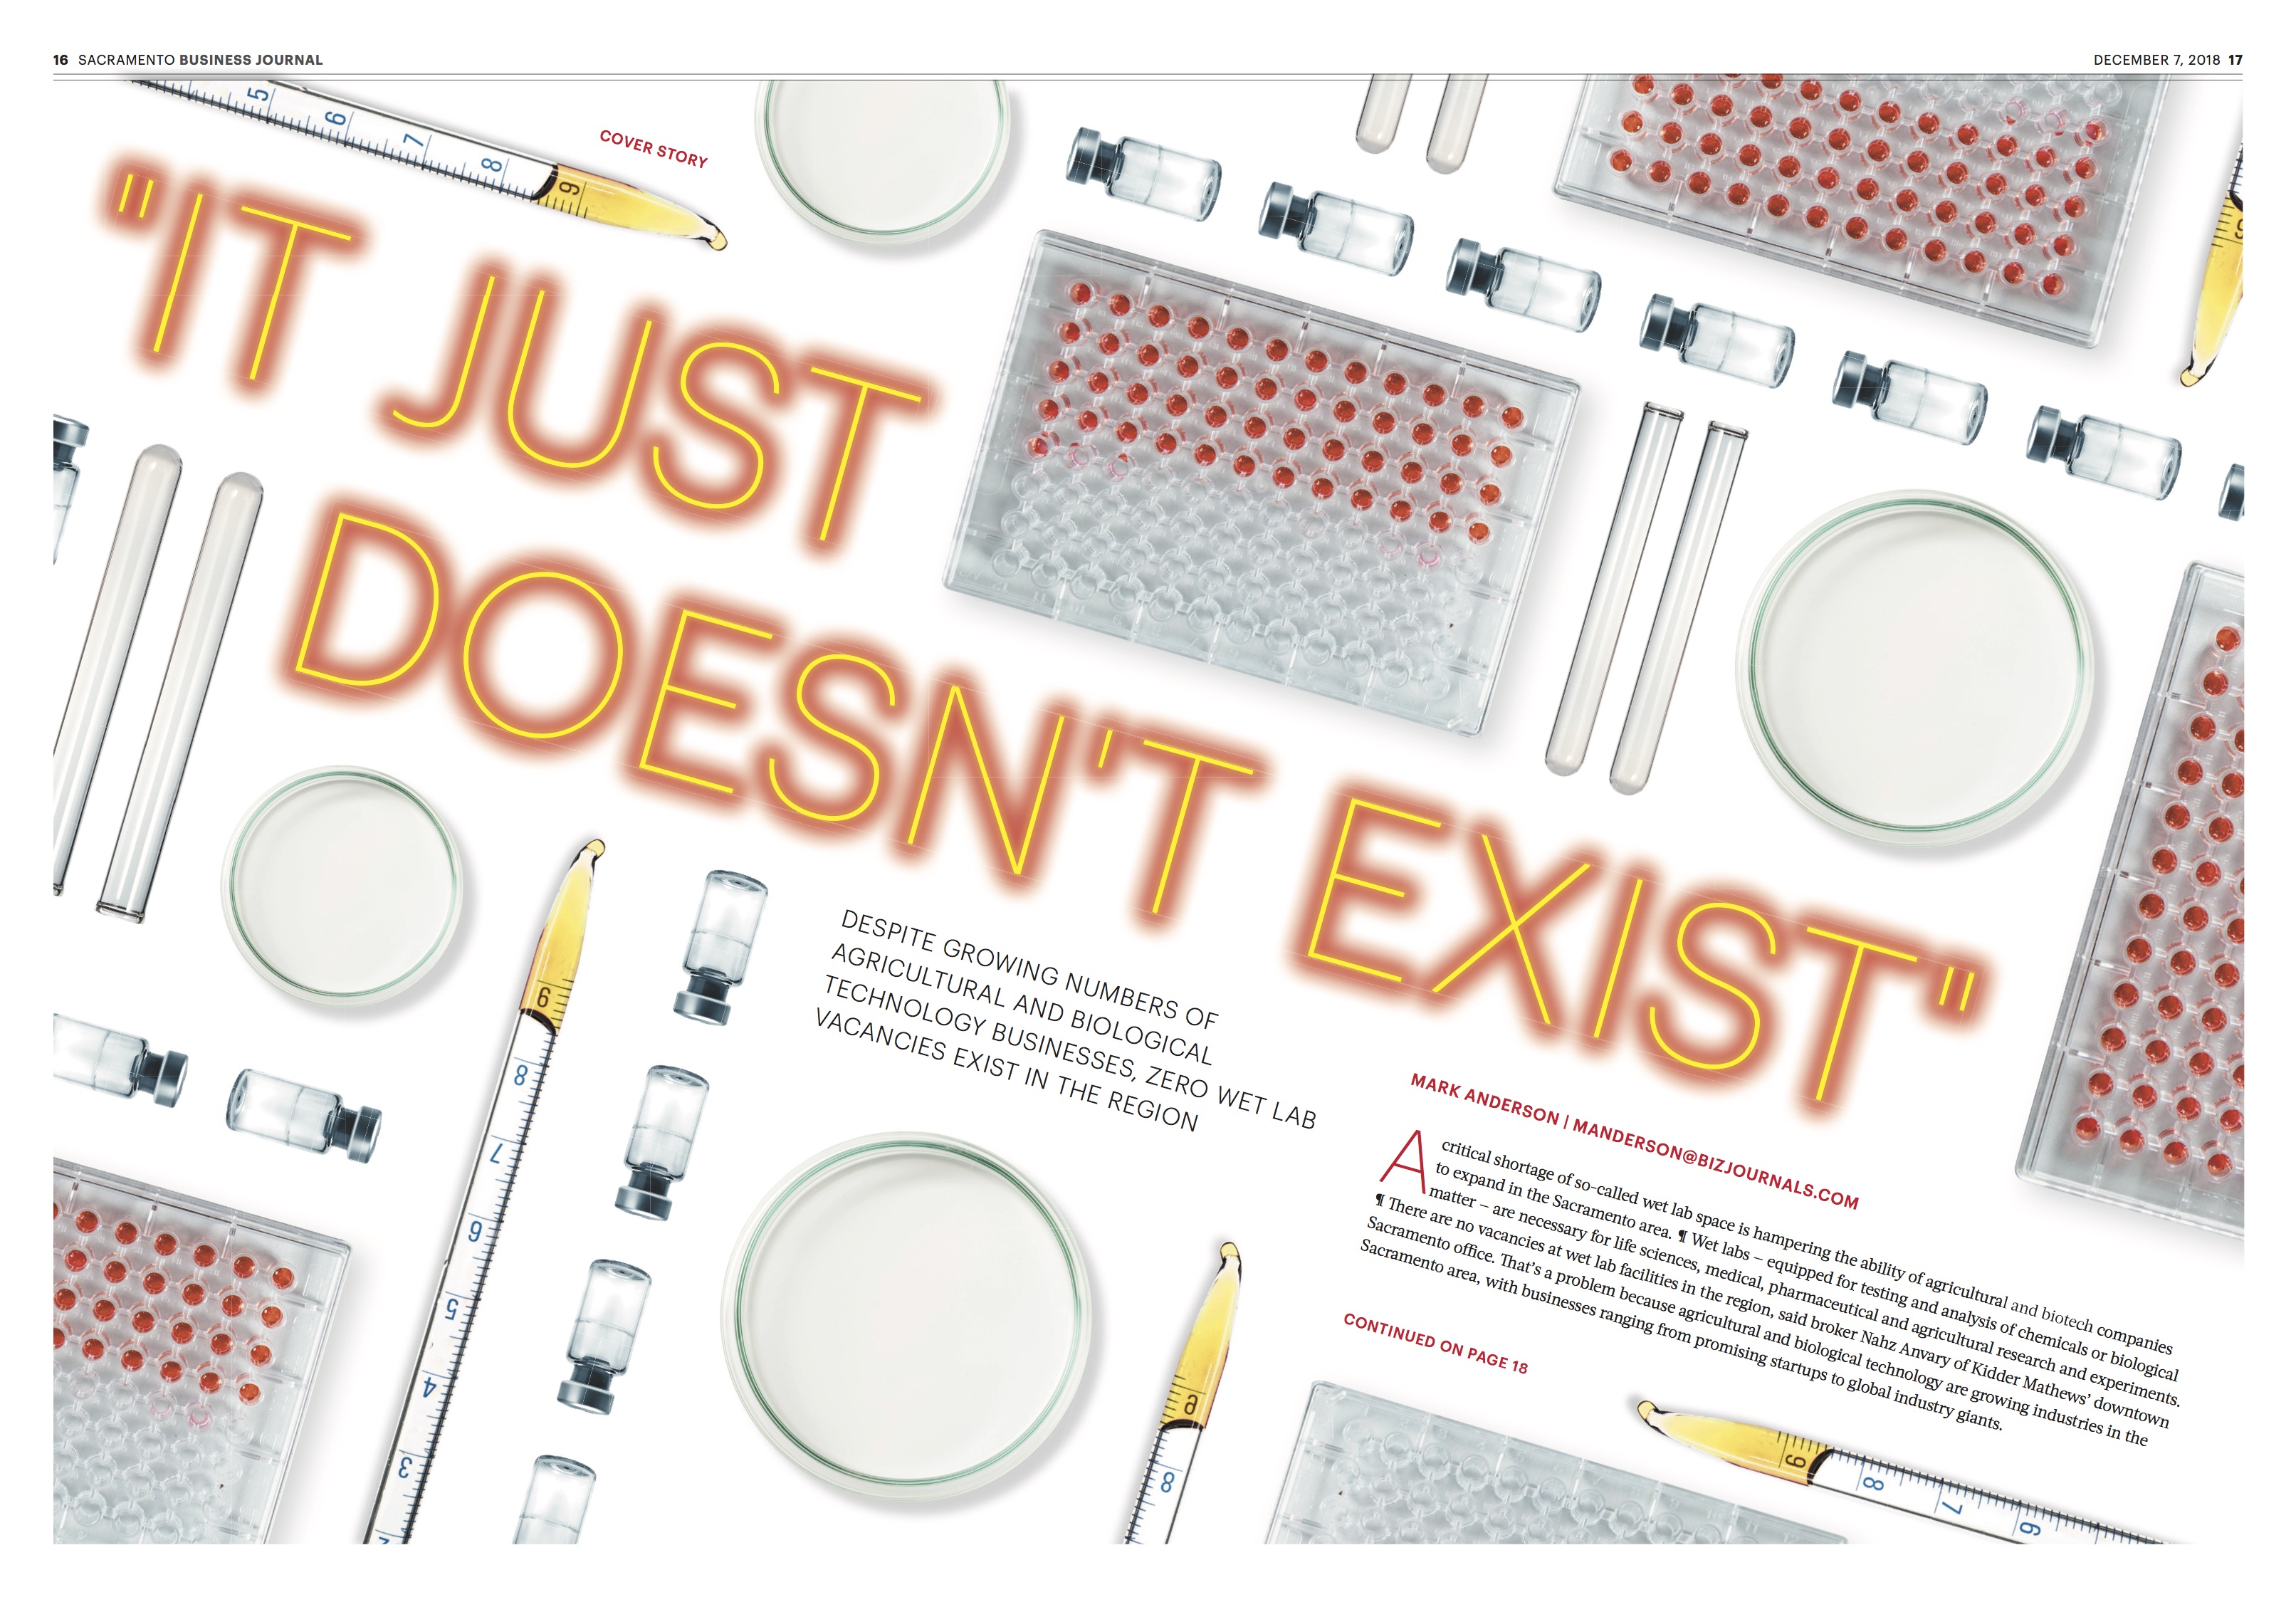 16 SACRAMENTO BUSINESS JOURNAL
DECEMBER 7, 2018 17
COVER STORY
"IT JUST
DOESN'T EXIST"
DESPITE GROWING NUMBERS OF
AGRICULTURAL AND BIOLOGICAL
TECHNOLOGY BUSINESSES, ZERO WET LAB
VACANCIES EXIST IN THE REGION
MARK ANDERSON | MANDERSON@BIZJOURNALS.COM
A critical shortage of so-called wet lab space is hampering the ability of agricultural and biotech companies
to expand in the Sacramento area. ¶ Wet labs – equipped for testing and analysis of chemicals or biological
matter – are necessary for life sciences, medical, pharmaceutical and agricultural research and experiments.
¶ There are no vacancies at wet lab facilities in the region, said broker Nahz Anvary of Kidder Mathews’ downtown
Sacramento office. That’s a problem because agricultural and biological technology are growing industries in the
Sacramento area, with businesses ranging from promising startups to global industry giants.
CONTINUED ON PAGE 18
5
6
7
8
9
9
8
7
6
5
4
3
2
9
8
9
8
7
6
9